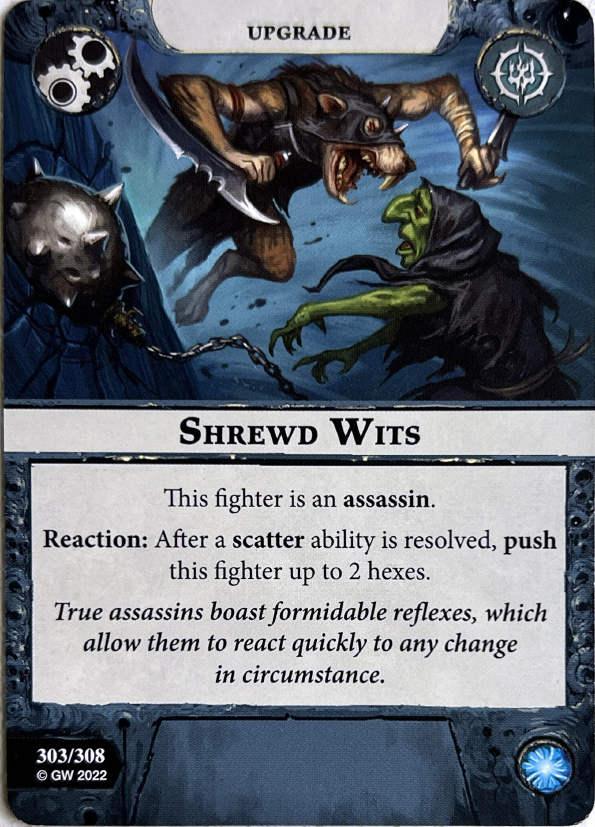 UPGRADE
SHREWD WITS
This fighter is an assassin.
Reaction: After a scatter ability is resolved, push
this fighter up to 2 hexes.
True assassins boast formidable reflexes, which
allow them to react quickly to any change
in circumstance.
303/308
© GW 2022